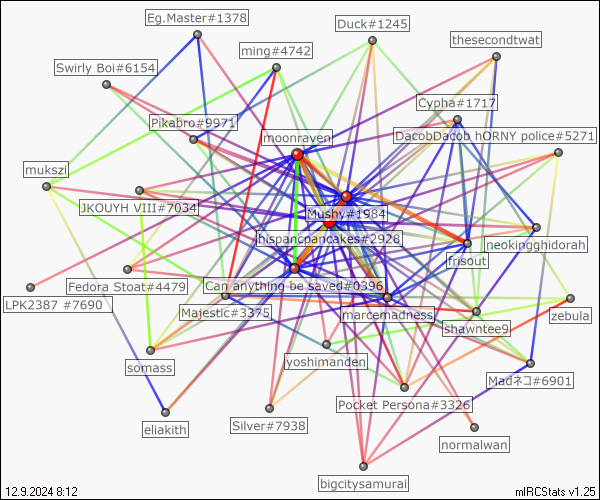 Eg.Master#1378
Duck#1245
thesecondtwat
ming#4742
Swirly Boi#6154
Cypha#1717
Pikabro#9971
DacobDacob hORNY police#5271
moonraven
mukszi
JKOUYH VIII#7034
Mushy#1984
hispancpancakes#2928
neokingghidorah
frisout
Fedora Stoat#4479
Can anything be saved#0396
LPK2387 #7690
Majestic#3375
marcemadness
zebula
shawntee9
somass
yoshimanden
Madネコ#6901
Pocket Persona#3326
eliakith
Silver#7938
normalwan
bigcitysamurai
12.9.2024 8:12
mIRCStats v1.25